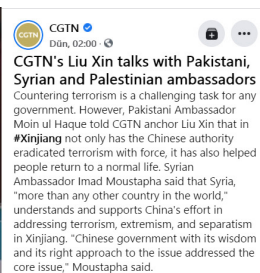 CGTN
CGTN
Dün, 02:00 ·
CGTN's Liu Xin talks with Pakistani,
Syrian and Palestinian ambassadors
Countering terrorism is a challenging task for any
government. However, Pakistani Ambassador
Moin ul Haque told CGTN anchor Liu Xin that in
#Xinjiang not only has the Chinese authority
eradicated terrorism with force, it has also helped
people return to a normal life. Syrian
Ambassador Imad Moustapha said that Syria,
"more than any other country in the world,"
understands and supports China's effort in
addressing terrorism, extremism, and separatism
in Xinjiang. "Chinese government with its wisdom
and its right approach to the issue addressed the
core issue," Moustapha said.